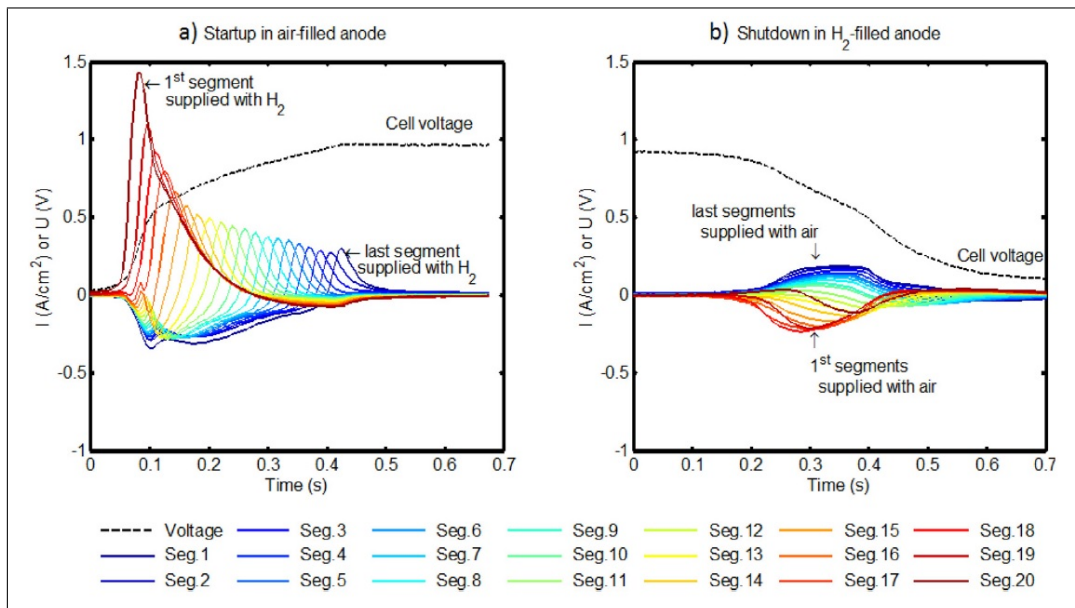 a) Startup in air-filled anode
1.5
1
0.5
0
-0.5
-1
I (A/cm²) or U (V)
1st segment
supplied with H₂
Cell voltage
last segment
supplied with H₂
0 0.1 0.2 0.3 0.4 0.5 0.6 0.7
Time (s)
b) Shutdown in H₂-filled anode
1.5
1
0.5
0
-0.5
-1
I (A/cm²) or U (V)
last segments
supplied with air
Cell voltage
1st segments
supplied with air
0 0.1 0.2 0.3 0.4 0.5 0.6 0.7
Time (s)
Voltage Seg.3 Seg.6 Seg.9 Seg.12 Seg.15 Seg.18
Seg.1 Seg.4 Seg.7 Seg.10 Seg.13 Seg.16 Seg.19
Seg.2 Seg.5 Seg.8 Seg.11 Seg.14 Seg.17 Seg.20